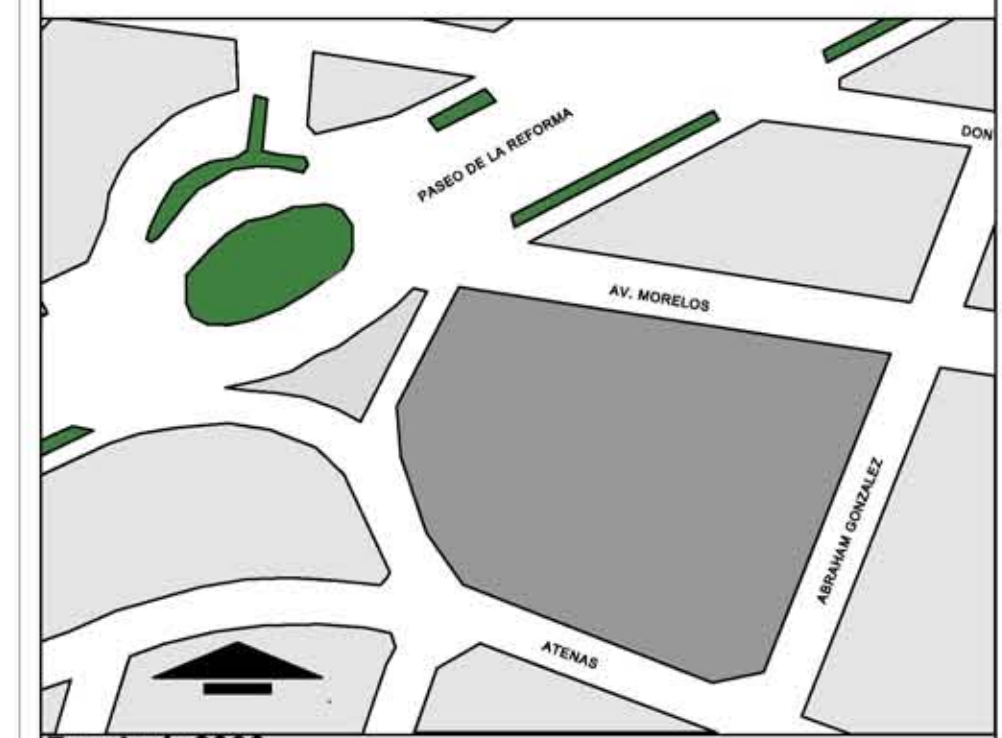 DON
PASEO DE LA REFORMA
AV. MORELOS
ABRAHAM GONZALEZ
ATENAS